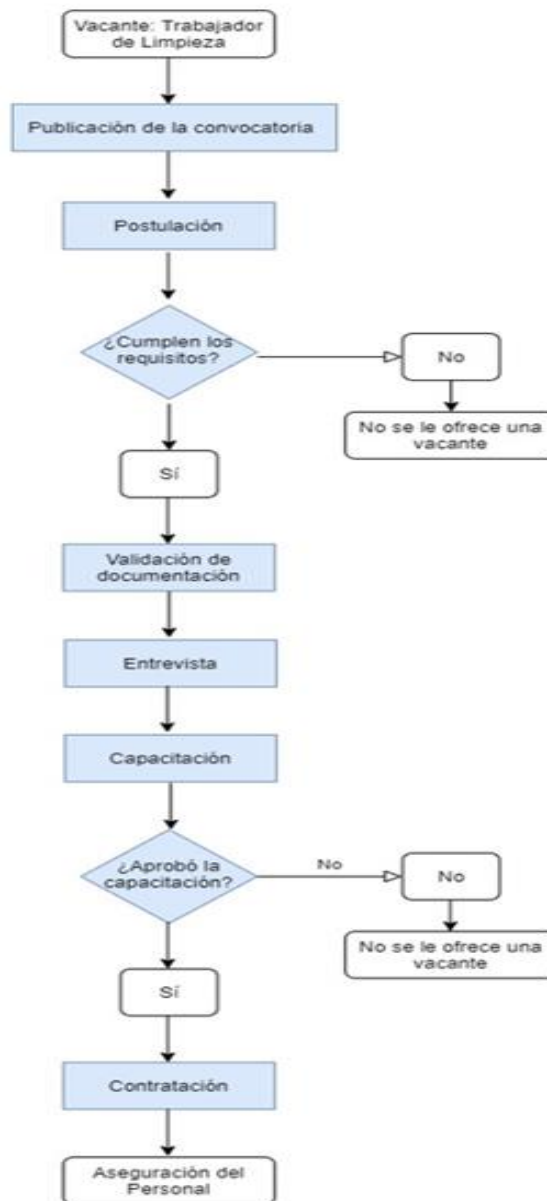 Vacante: Trabajador
de Limpieza
Publicación de la convocatoria
Postulación
¿Cumplen los
requisitos?
No
No se le ofrece una
vacante
Sí
Validación de
documentación
Entrevista
Capacitación
¿Aprobó la
capacitación?
No
No
No se le ofrece una
vacante
Sí
Contratación
Aseguración del
Personal